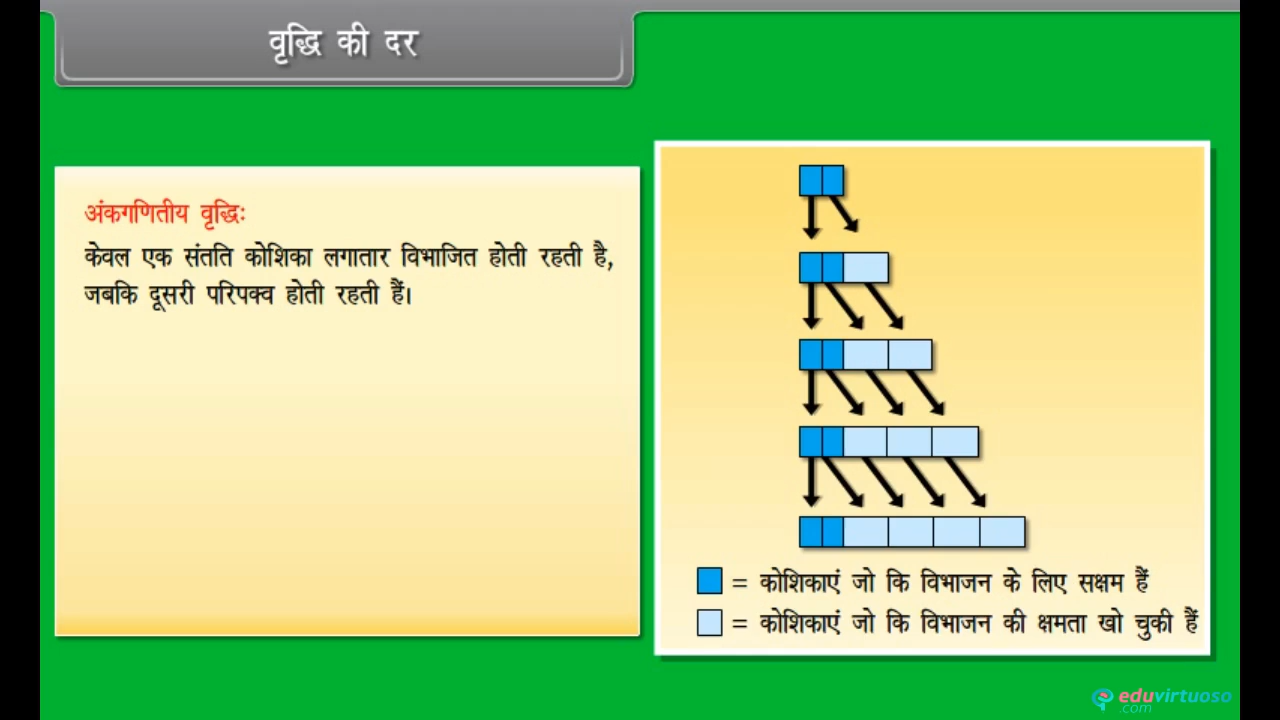 वृद्धि की दर
अंकगणितीय वृद्धिः
केवल एक संतति कोशिका लगातार विभाजित होती रहती है,
जबकि दूसरी परिपक्व होती रहती हैं।
= कोशिकाएं जो कि विभाजन के लिए सक्षम हैं
= कोशिकाएं जो कि विभाजन की क्षमता खो चुकी हैं
eduvirtuoso
.com